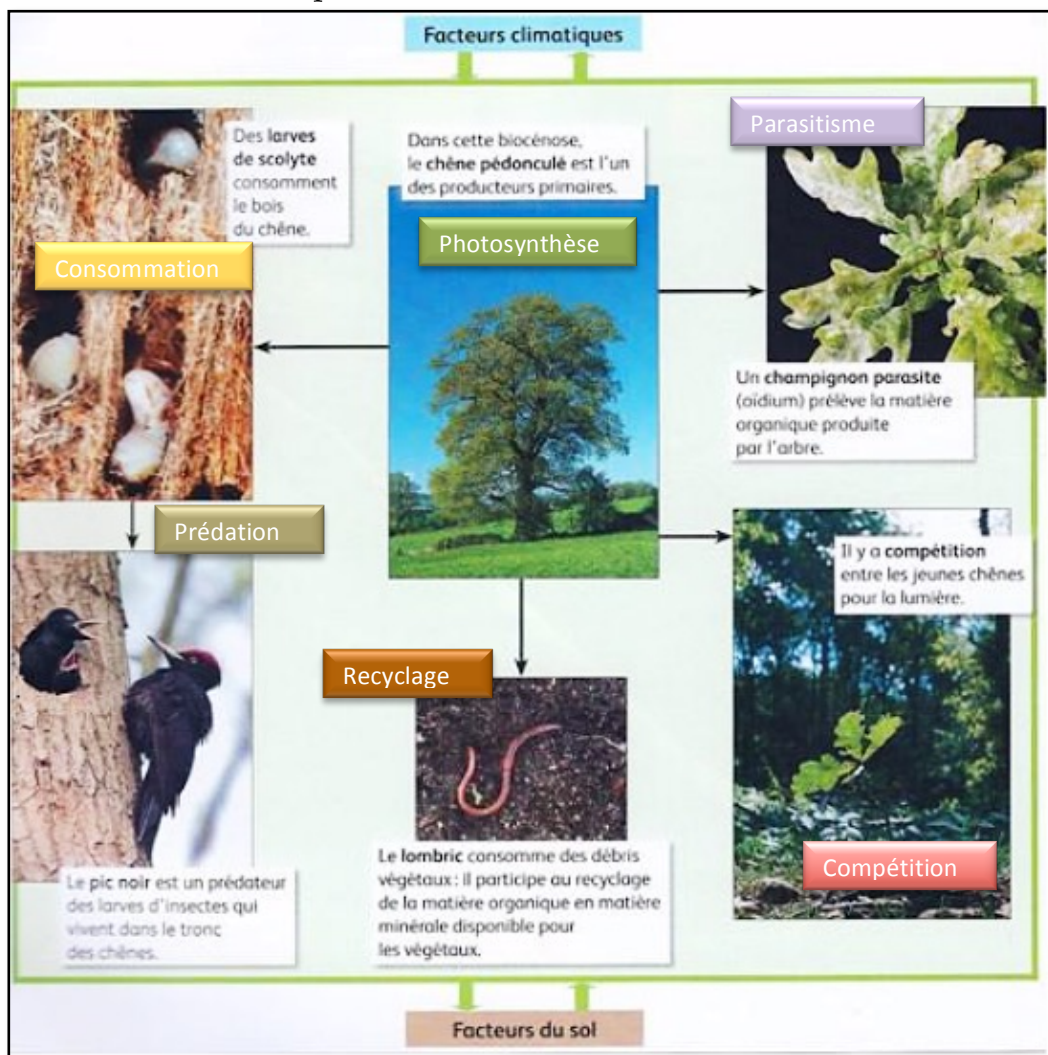 Facteurs climatiques
Des larves
de scolyte
consomment
le bois
du chêne.
Consommation
Dans cette biocénose,
le chêne pédonculé est l'un
des producteurs primaires.
Photosynthèse
Parasitisme
Un champignon parasite
(oïdium) prélève la matière
organique produite
par l'arbre.
Prédation
Le pic noir est un prédateur
des larves d'insectes qui
vivent dans le tronc
des chênes.
Recyclage
Le lombric consomme des débris
végétaux : il participe au recyclage
de la matière organique en matière
minérale disponible pour
les végétaux.
Il y a compétition
entre les jeunes chênes
pour la lumière.
Compétition
Facteurs du sol